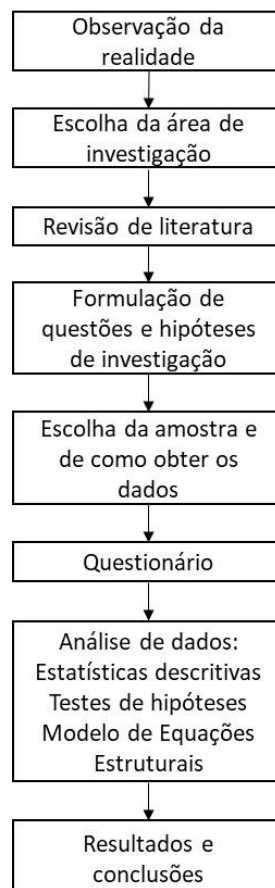 Observação da
realidade
Escolha da área de
investigação
Revisão de literatura
Formulação de
questões e hipóteses
de investigação
Escolha da amostra e
de como obter os
dados
Questionário
Análise de dados:
Estatísticas descritivas
Testes de hipóteses
Modelo de Equações
Estruturais
Resultados e
conclusões